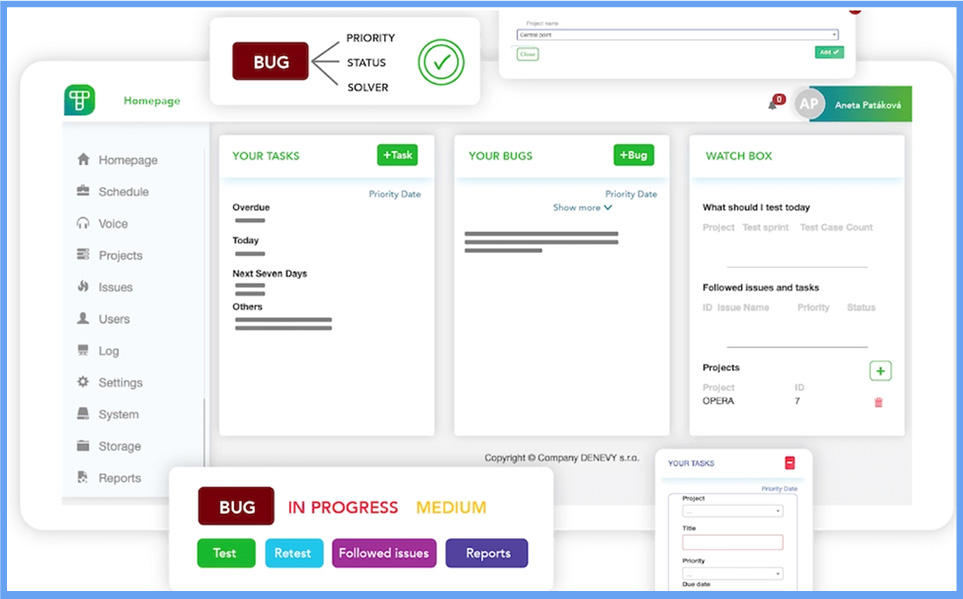 Project name
Central point
Close
Add
BUG
PRIORITY
STATUS
SOLVER
Homepage
0
AP
Aneta Patáková
Homepage
Schedule
Voice
Projects
Issues
Users
Log
Settings
System
Storage
Reports
YOUR TASKS
+Task
Priority Date
Overdue
Today
Next Seven Days
Others
YOUR BUGS
+Bug
Priority Date
Show more
WATCH BOX
What should I test today
Project Test sprint Test Case Count
Followed issues and tasks
ID Issue Name Priority Status
Projects
+
Project ID
OPERA 7
Copyright © Company DENEVY s.r.o.
BUG IN PROGRESS MEDIUM
Test Retest Followed issues Reports
YOUR TASKS
Priority Date
Project
...
Title
Priority
...
Due date